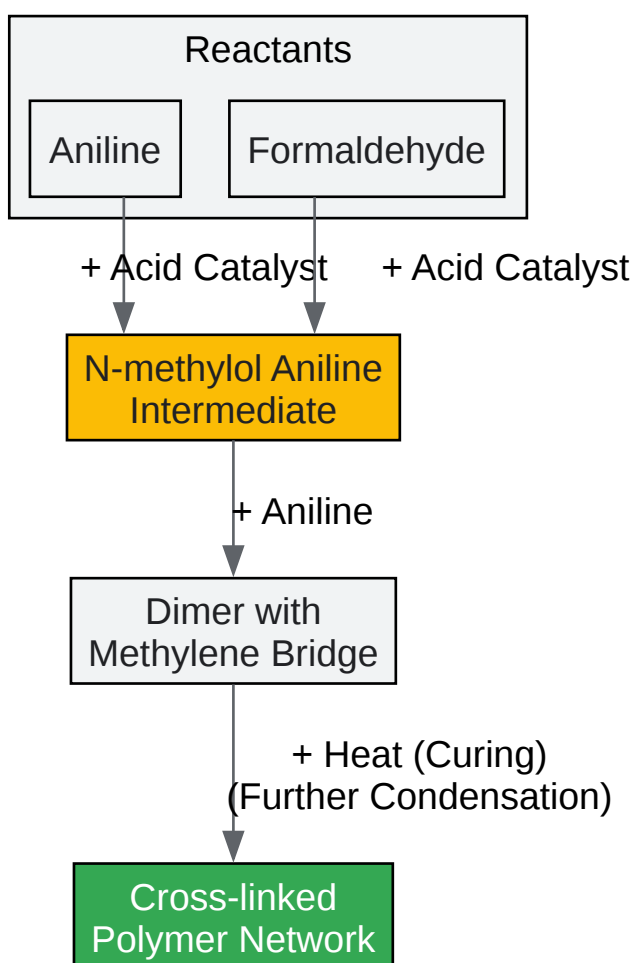 Reactants
Aniline
Formaldehyde
+ Acid Catalyst
+ Acid Catalyst
N-methylol Aniline
Intermediate
+ Aniline
Dimer with
Methylene Bridge
+ Heat (Curing)
(Further Condensation)
Cross-linked
Polymer Network